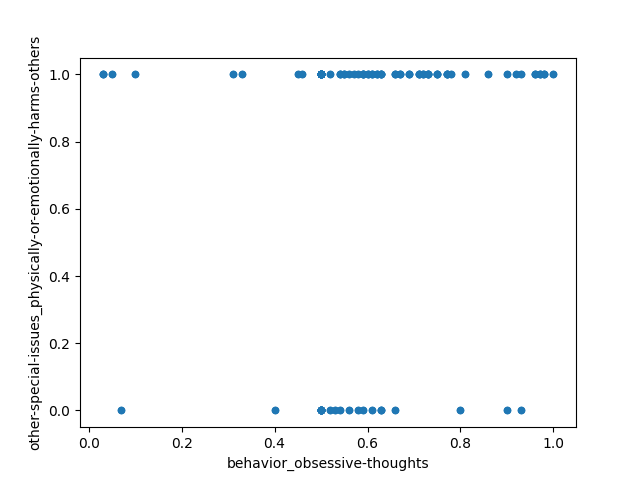 other-special-issues_physically-or-emotionally-harms-others
1.0
0.8
0.6
0.4
0.2
0.0
0.0 0.2 0.4 0.6 0.8 1.0
behavior_obsessive-thoughts